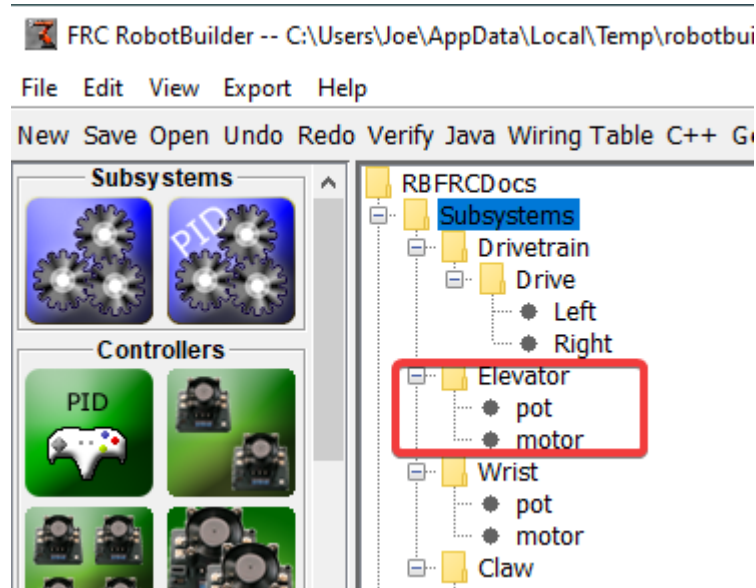 FRC RobotBuilder -- C:\Users\Joe\AppData\Local\Temp\robotbui
File Edit View Export Help
New Save Open Undo Redo Verify Java Wiring Table C++
Subsystems
PID
Controllers
PID
RBFRCDocs
Subsystems
Drivetrain
Drive
Left
Right
Elevator
pot
motor
Wrist
pot
motor
Claw